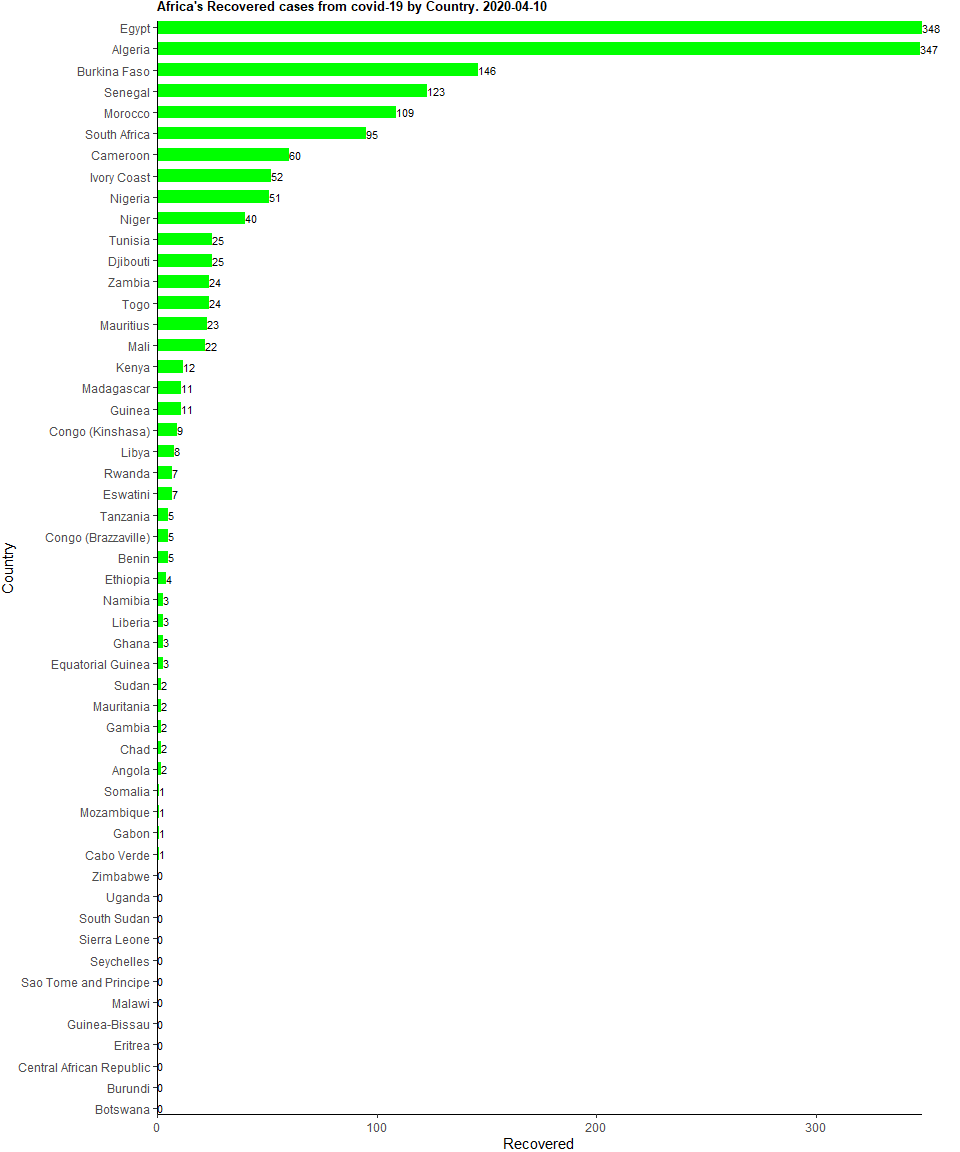 Africa's Recovered cases from covid-19 by Country. 2020-04-10
Egypt 348
Algeria 347
Burkina Faso 146
Senegal 123
Morocco 109
South Africa 95
Cameroon 60
Ivory Coast 52
Nigeria 51
Niger 40
Tunisia 25
Djibouti 25
Zambia 24
Togo 24
Mauritius 23
Mali 22
Kenya 12
Madagascar 11
Guinea 11
Congo (Kinshasa) 9
Libya 8
Rwanda 7
Eswatini 7
Tanzania 5
Congo (Brazzaville) 5
Benin 5
Ethiopia 4
Namibia 3
Liberia 3
Ghana 3
Equatorial Guinea 3
Sudan 2
Mauritania 2
Gambia 2
Chad 2
Angola 2
Somalia 1
Mozambique 1
Gabon 1
Cabo Verde 1
Zimbabwe 0
Uganda 0
South Sudan 0
Sierra Leone 0
Seychelles 0
Sao Tome and Principe 0
Malawi 0
Guinea-Bissau 0
Eritrea 0
Central African Republic 0
Burundi 0
Botswana 0
0 100 200 300
Recovered
Country